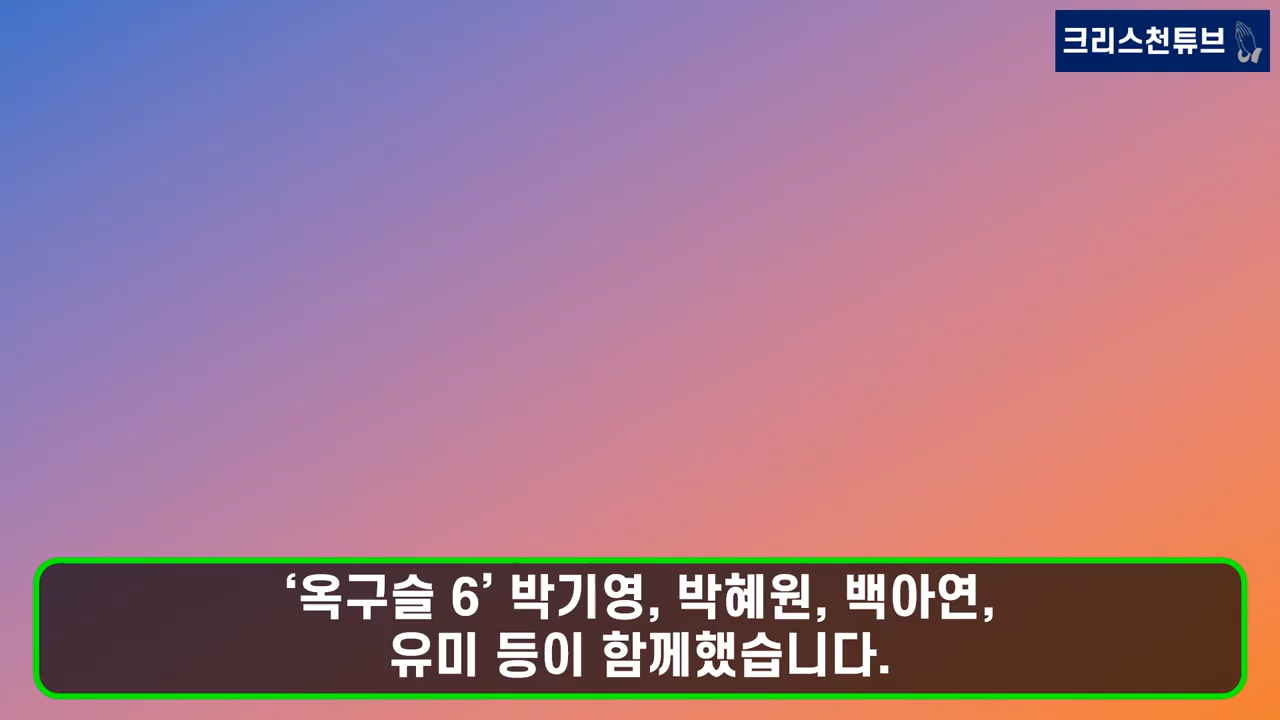 크리스천튜브
‘옥구슬 6’ 박기영, 박혜원, 백아연,
유미 등이 함께했습니다.